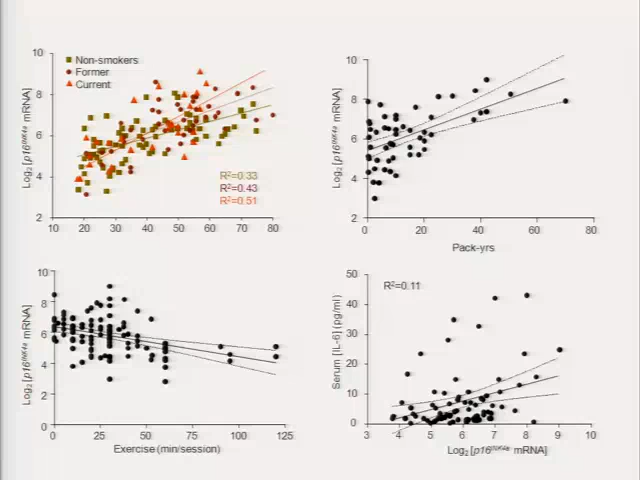 10
8
6
4
2
Log2 [p16INK4a mRNA]
Non-smokers
Former
Current
R2=0.33
R2=0.43
R2=0.51
10 20 30 40 50 60 70 80
10
8
6
4
2
Log2 [p16INK4a mRNA]
0 20 40 60 80
Pack-yrs
10
8
6
4
2
0
Log2 [p16INK4a mRNA]
0 25 50 75 100 125
Exercise (min/session)
50
40
30
20
10
0
Serum [IL-6] (pg/ml)
R2=0.11
3 4 5 6 7 8 9 10
Log2 [p16INK4a mRNA]